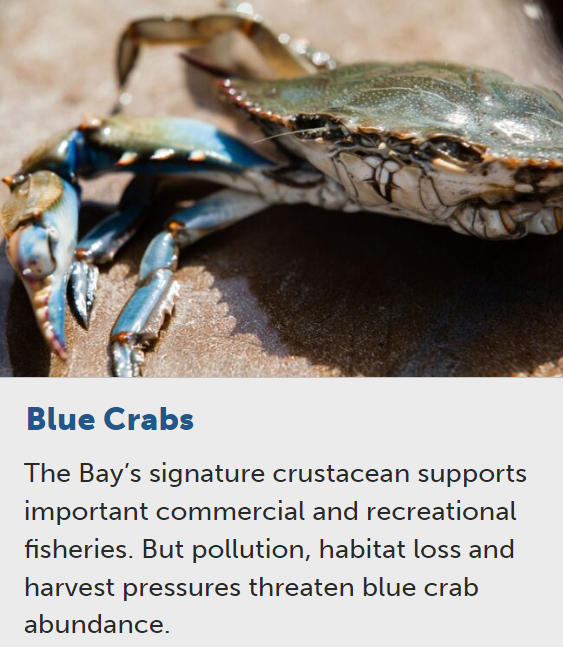 Blue Crabs
The Bay’s signature crustacean supports
important commercial and recreational
fisheries. But pollution, habitat loss and
harvest pressures threaten blue crab
abundance.